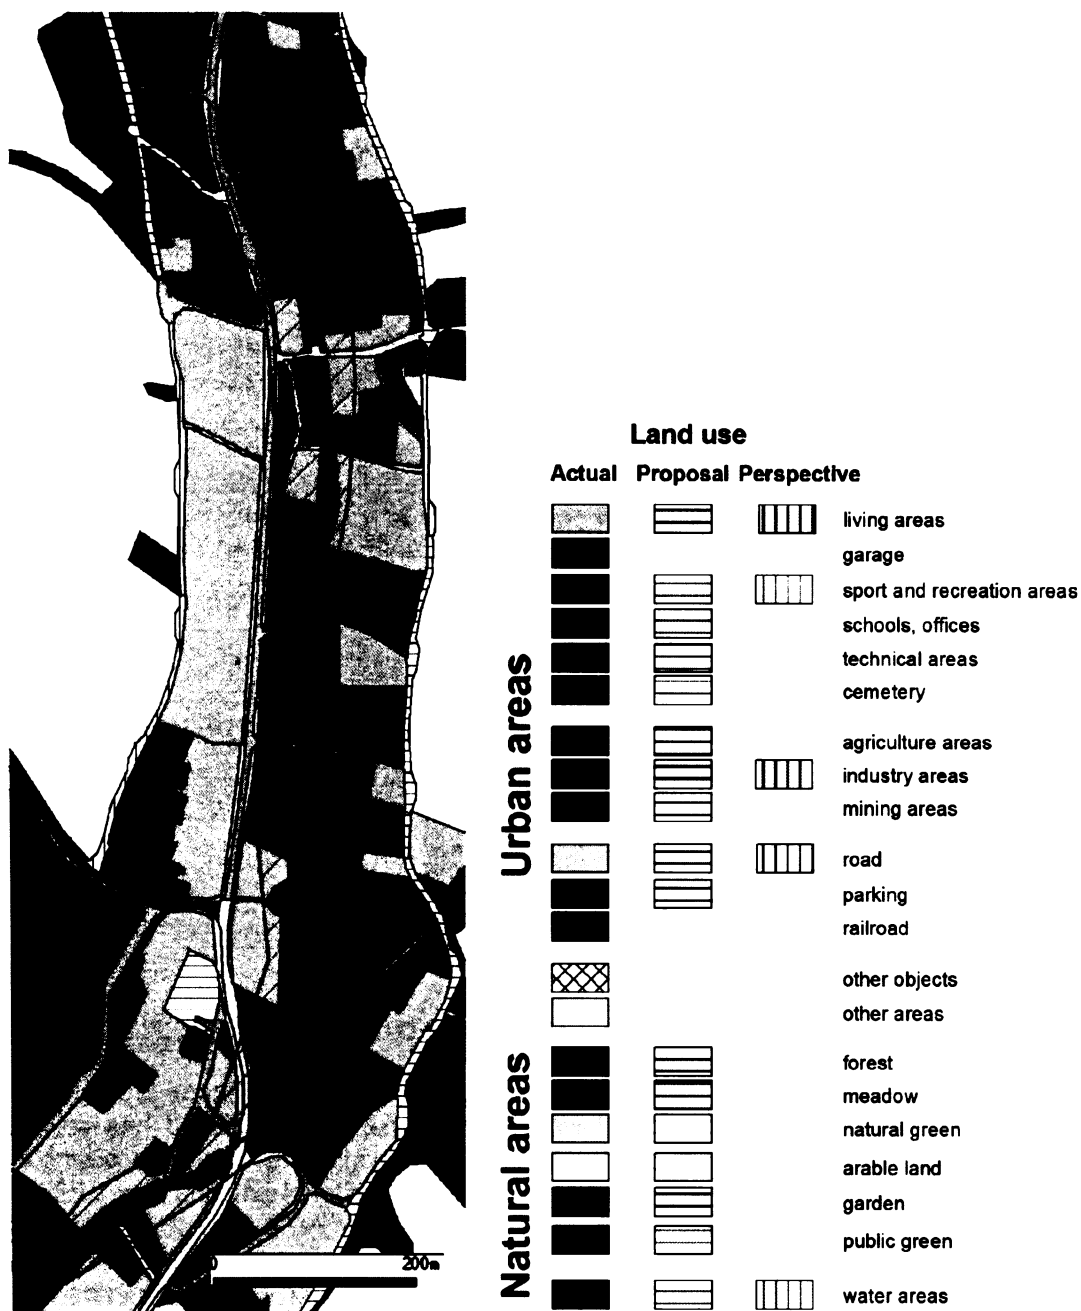 Land use
Actual Proposal Perspective
living areas
garage
sport and recreation areas
schools, offices
technical areas
cemetery
agriculture areas
industry areas
mining areas
road
parking
railroad
other objects
other areas
forest
meadow
natural green
arable land
garden
public green
water areas
Urban areas
Natural areas
0 200m